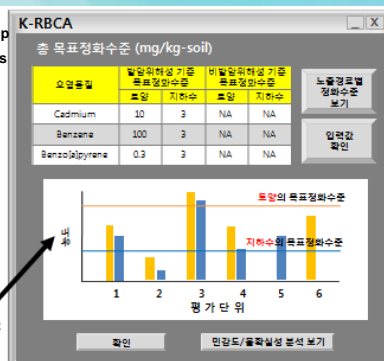 K-RBCA
총 목표정화수준 (mg/kg-soil)
오염물질 발암위해성 기준 목표정화수준 비발암위해성 기준 목표정화수준
토양 지하수 토양 지하수
Cadmium 10 3 NA NA
Benzene 100 3 NA NA
Benzo[a]pyrene 0.3 3 NA NA
노출경로별
정화수준
보기
입력값
확인
토양의 목표정화수준
지하수의 목표정화수준
농도
1 2 3 4 5 6
평 가 단 위
확인
민감도/불확실성 분석 보기